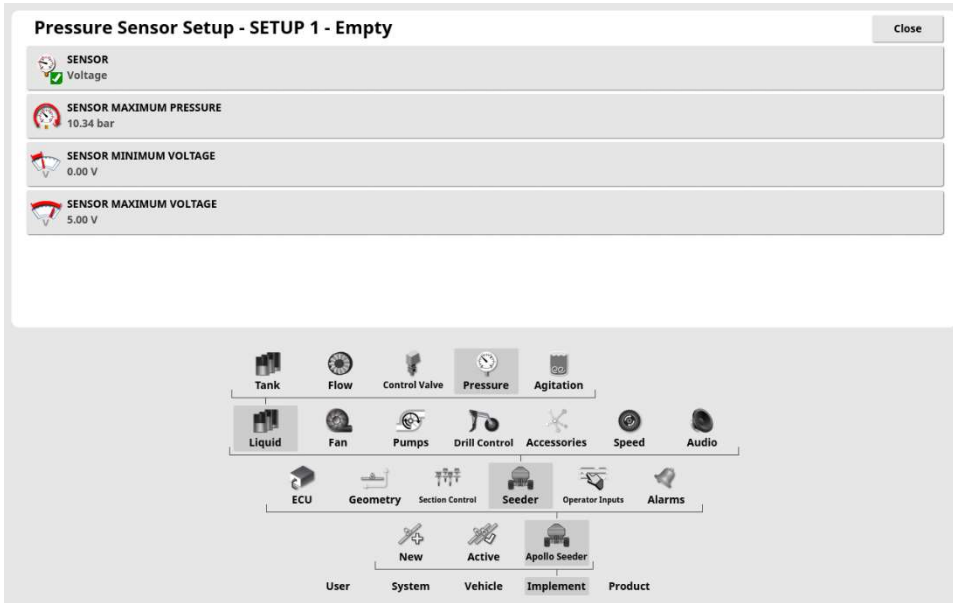 Pressure Sensor Setup - SETUP 1 - Empty
Close
SENSOR
Voltage
SENSOR MAXIMUM PRESSURE
10.34 bar
SENSOR MINIMUM VOLTAGE
0.00 V
SENSOR MAXIMUM VOLTAGE
5.00 V
Tank Flow Control Valve Pressure Agitation
Liquid Fan Pumps Drill Control Accessories Speed Audio
ECU Geometry Section Control Seeder Operator Inputs Alarms
New Active Apollo Seeder
User System Vehicle Implement Product